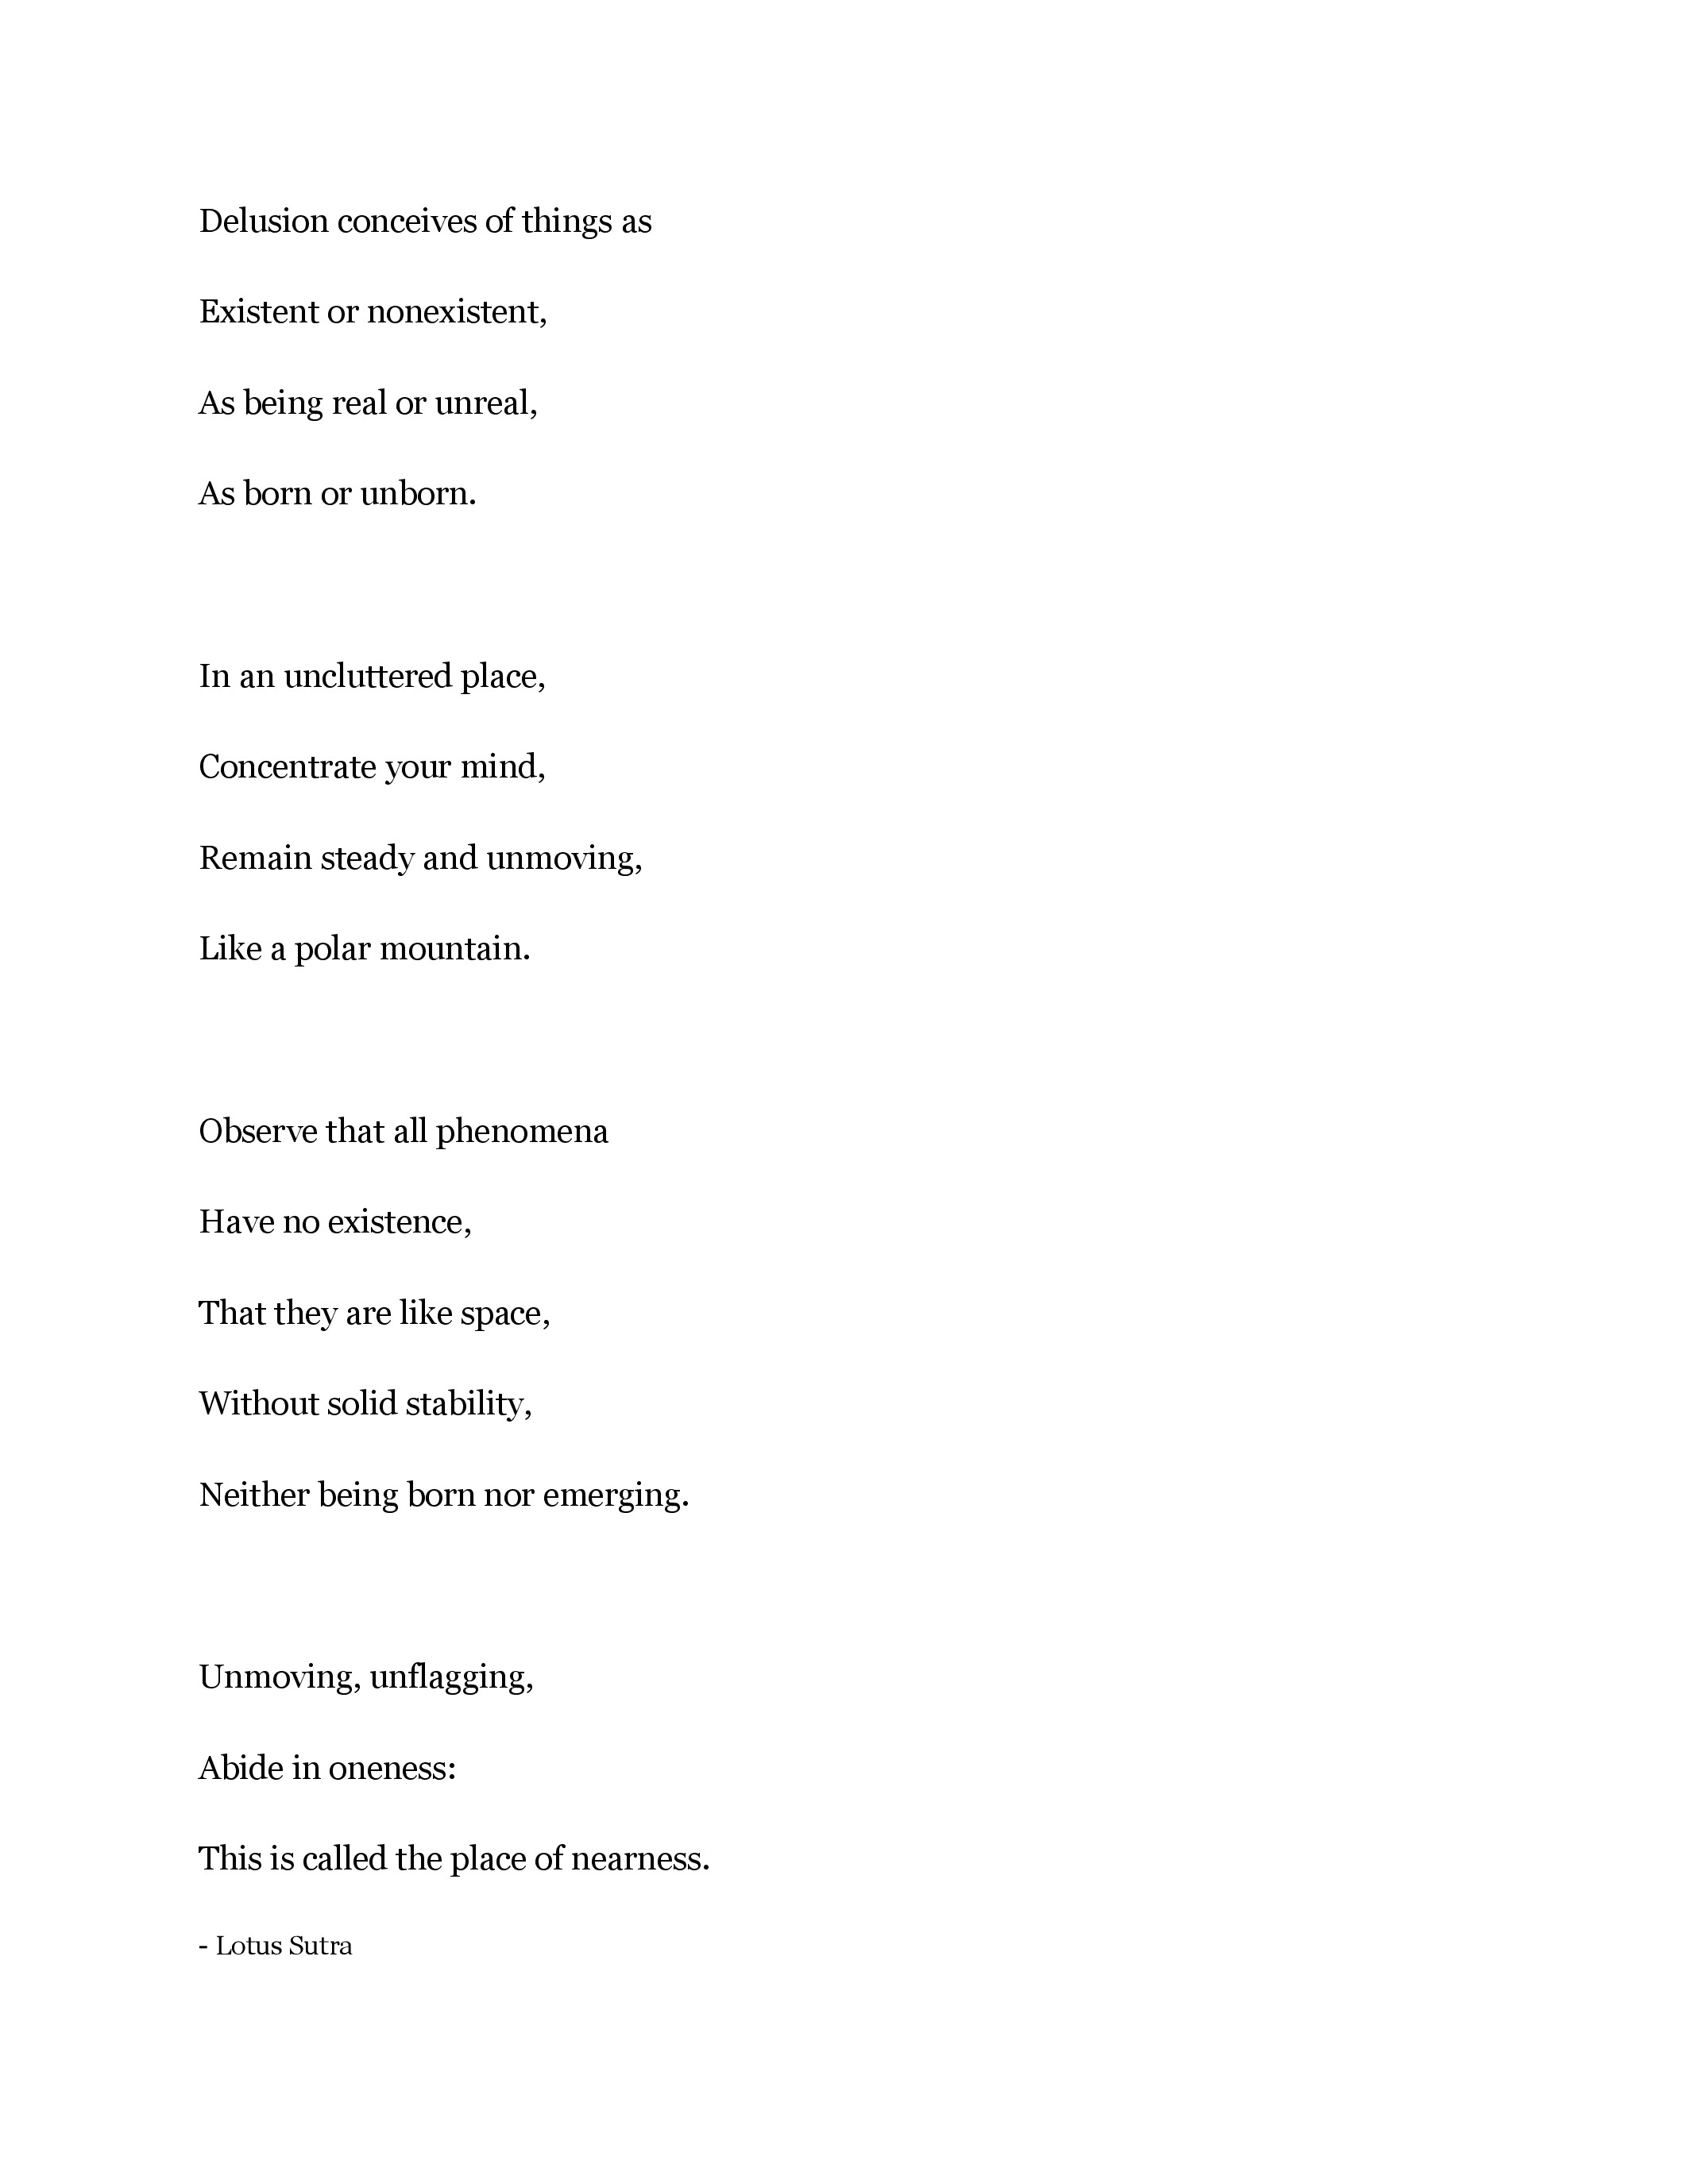 Delusion conceives of things as
Existent or nonexistent,
As being real or unreal,
As born or unborn.
In an uncluttered place,
Concentrate your mind,
Remain steady and unmoving,
Like a polar mountain.
Observe that all phenomena
Have no existence,
That they are like space,
Without solid stability,
Neither being born nor emerging.
Unmoving, unflagging,
Abide in oneness:
This is called the place of nearness.
- Lotus Sutra